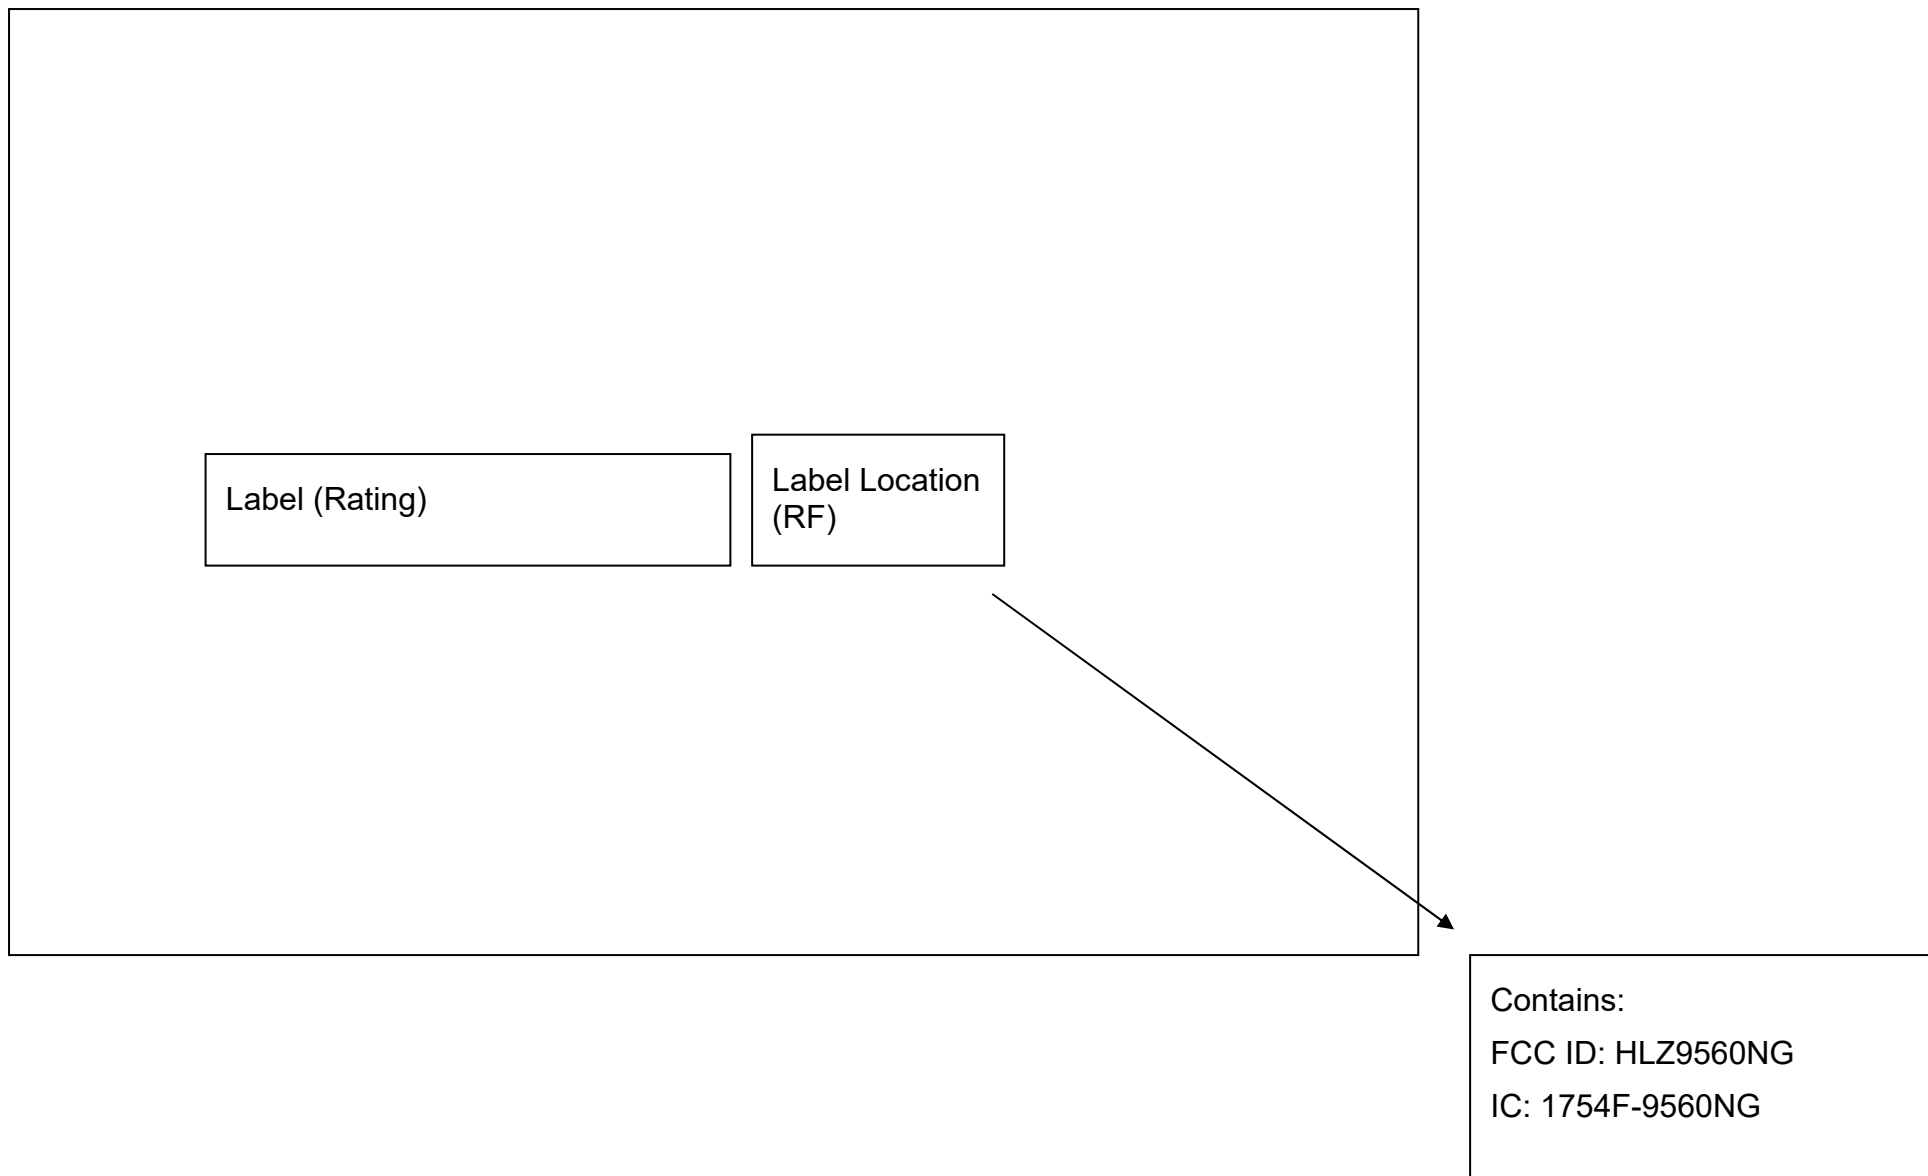 Label (Rating)
Label Location
(RF)
Contains:
FCC ID: HLZ9560NG
IC: 1754F-9560NG